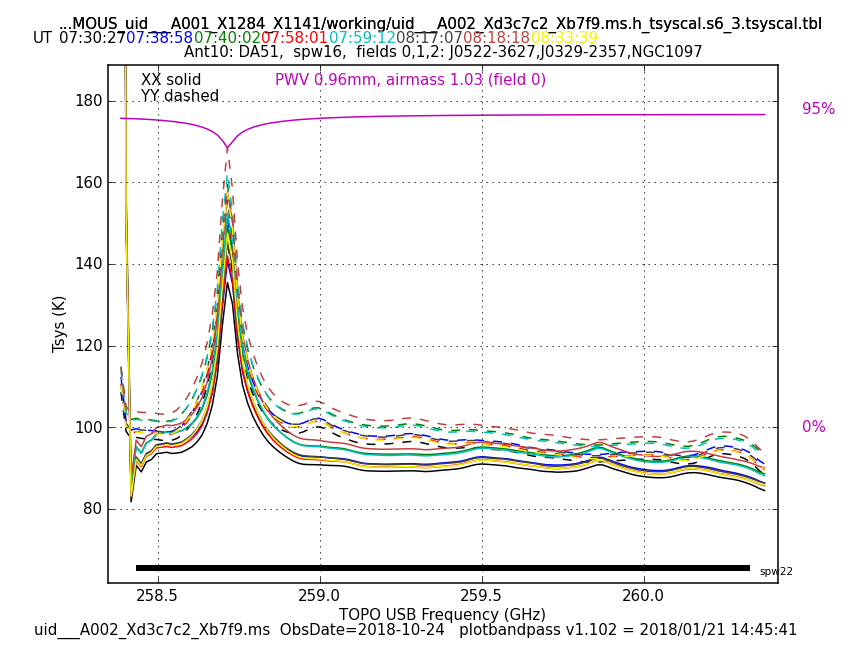 ...MOUS_uid___A001_X1284_X1141/working/uid___A002_Xd3c7c2_Xb7f9.ms.h_tsyscal.s6_3.tsyscal.tbl
UT 07:30:27 07:38:58 07:40:02 07:58:01 07:59:12 08:17:07 08:18:18 08:33:39
Ant10: DA51, spw16, fields 0,1,2: J0522-3627,J0329-2357,NGC1097
XX solid PWV 0.96mm, airmass 1.03 (field 0)
YY dashed
180
95%
160
140
Tsys (K)
120
100
0%
80
spw22
258.5 259.0 259.5 260.0
TOPO USB Frequency (GHz)
uid___A002_Xd3c7c2_Xb7f9.ms ObsDate=2018-10-24 plotbandpass v1.102 = 2018/01/21 14:45:41